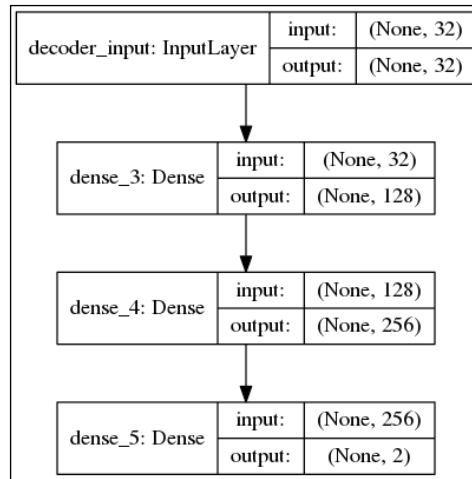 decoder_input: InputLayer
input: (None, 32)
output: (None, 32)
dense_3: Dense
input: (None, 32)
output: (None, 128)
dense_4: Dense
input: (None, 128)
output: (None, 256)
dense_5: Dense
input: (None, 256)
output: (None, 2)